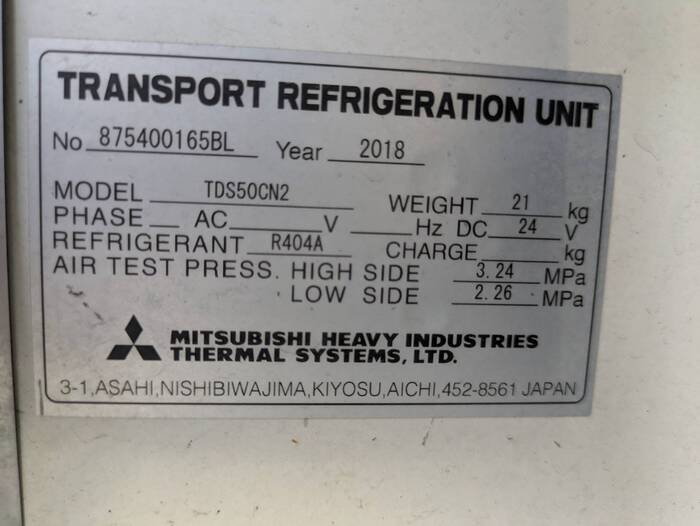 TRANSPORT REFRIGERATION UNIT
No 875400165BL Year 2018
MODEL TDS50CN2 WEIGHT 21 kg
PHASE AC V Hz DC 24 V
REFRIGERANT R404A CHARGE kg
AIR TEST PRESS. HIGH SIDE 3.24 MPa
LOW SIDE 2.26 MPa
MITSUBISHI HEAVY INDUSTRIES
THERMAL SYSTEMS, LTD.
3-1,ASAHI,NISHIBIWAJIMA,KIYOSU,AICHI,452-8561 JAPAN